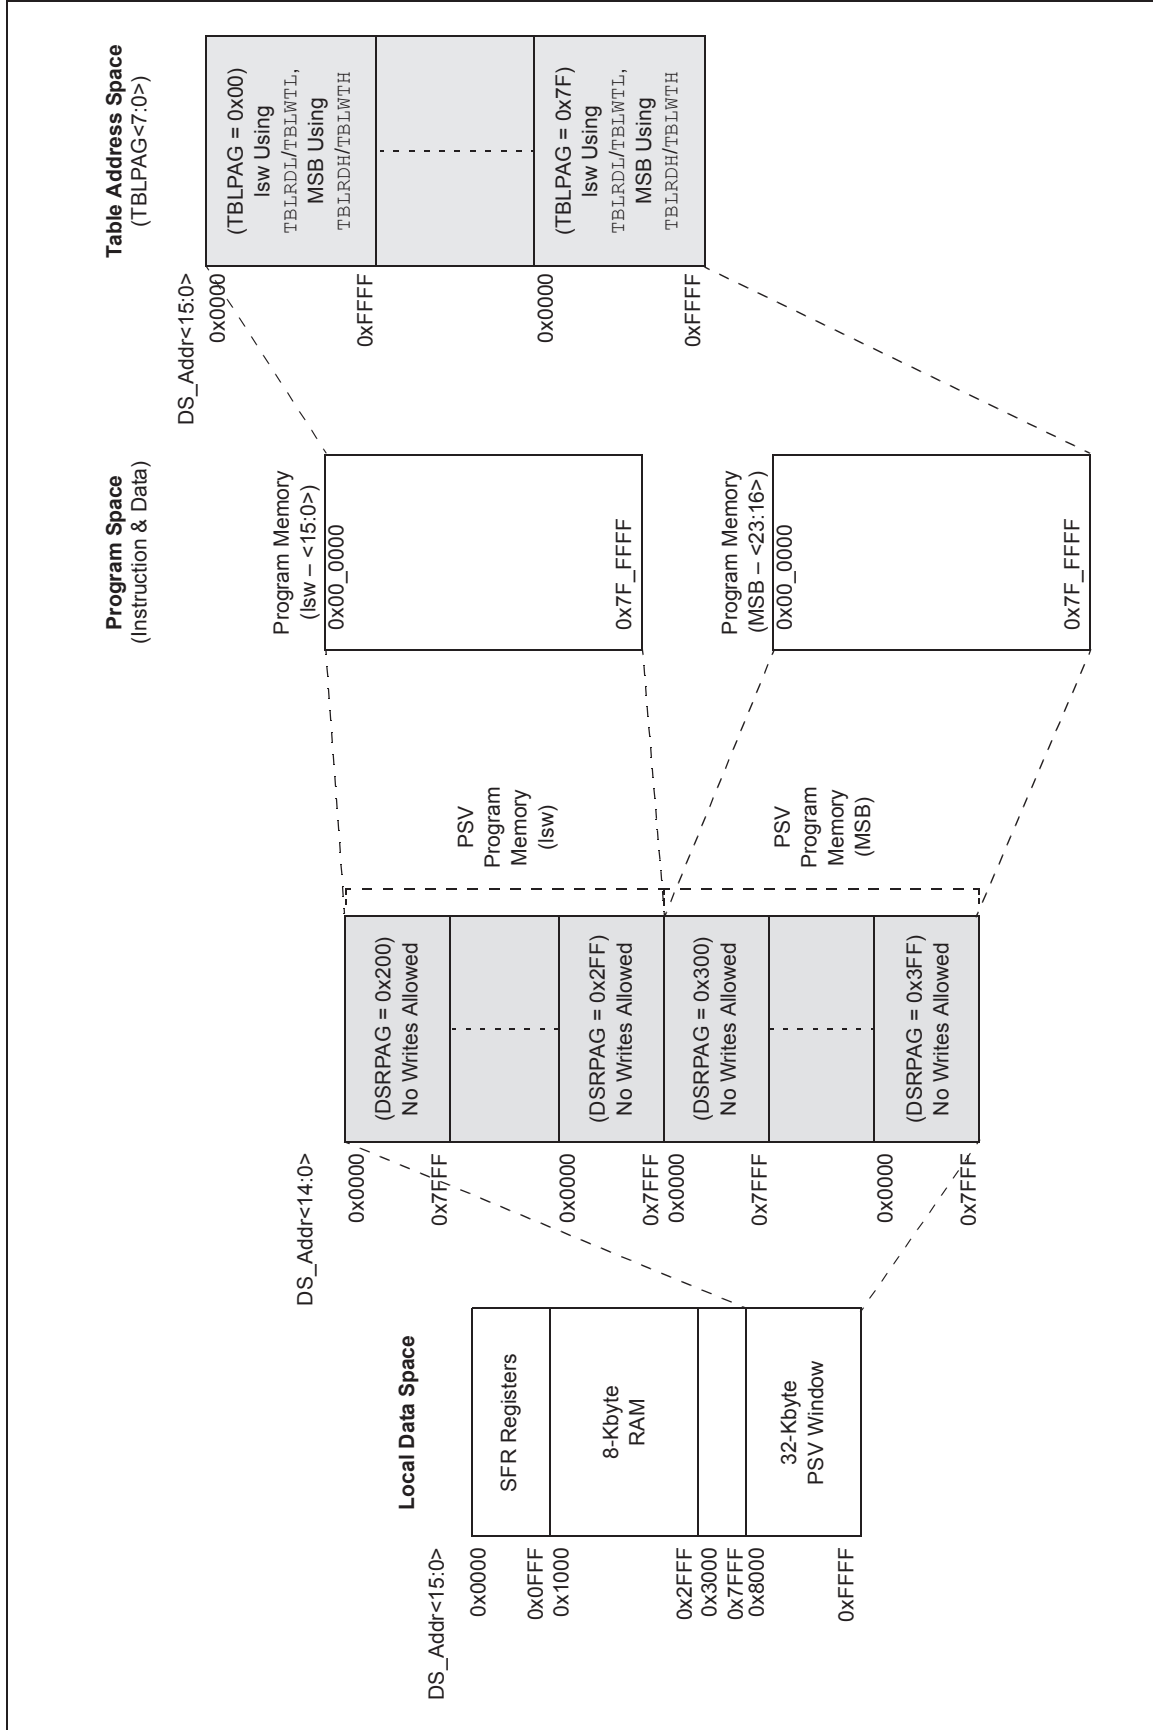 Local Data Space
DS_Addr<15:0>
0x0000
SFR Registers
0x0FFF
0x1000
8-Kbyte
RAM
0x2FFF
0x3000
0x7FFF
0x8000
32-Kbyte
PSV Window
0xFFFF
DS_Addr<14:0>
0x0000
(DSRPAG = 0x200)
No Writes Allowed
0x7FFF
0x0000
(DSRPAG = 0x2FF)
No Writes Allowed
0x7FFF
0x0000
(DSRPAG = 0x300)
No Writes Allowed
0x7FFF
0x0000
(DSRPAG = 0x3FF)
No Writes Allowed
0x7FFF
PSV
Program
Memory
(lsw)
PSV
Program
Memory
(MSB)
Program Space
(Instruction & Data)
Program Memory
(lsw – <15:0>)
0x00_0000
0x7F_FFFF
Program Memory
(MSB – <23:16>)
0x00_0000
0x7F_FFFF
Table Address Space
(TBLPAG<7:0>)
DS_Addr<15:0>
0x0000
(TBLPAG = 0x00)
lsw Using
TBLRDL/TBLWTL,
MSB Using
TBLRDH/TBLWTH
0xFFFF
0x0000
(TBLPAG = 0x7F)
lsw Using
TBLRDL/TBLWTL,
MSB Using
TBLRDH/TBLWTH
0xFFFF